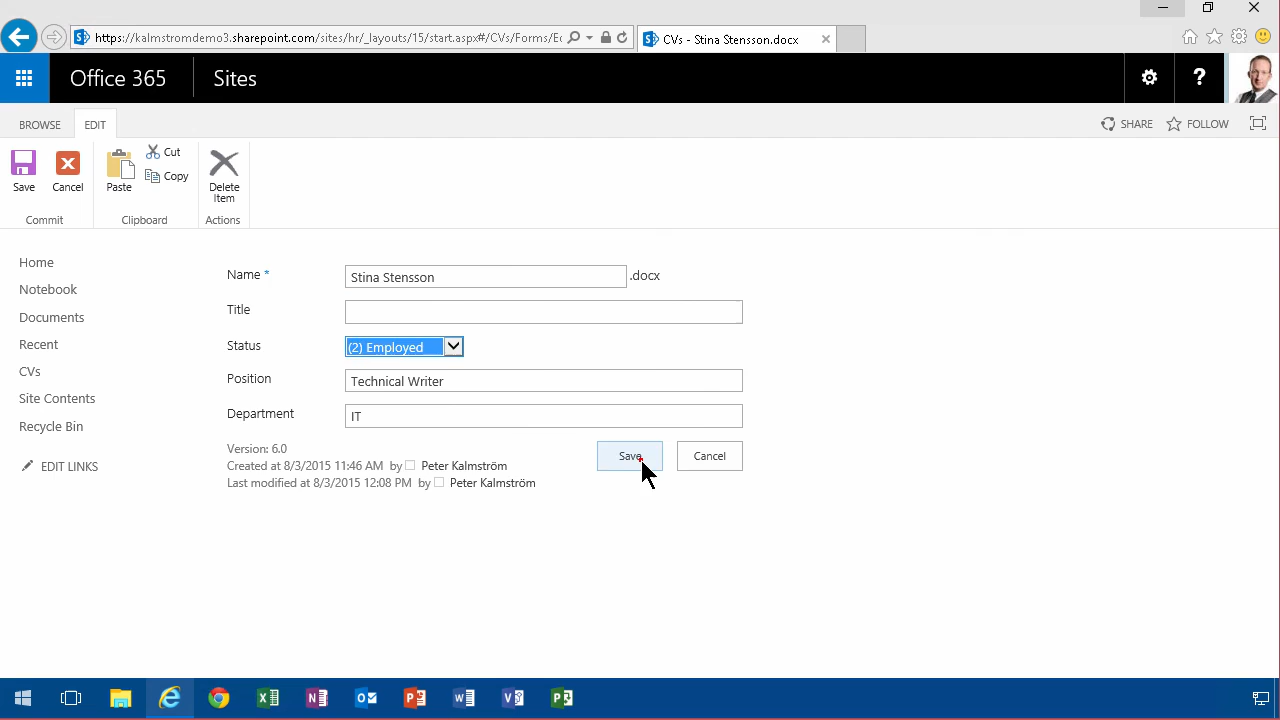 https://kalmstromdemo3.sharepoint.com/sites/hr/_layouts/15/start.aspx#/CVs/Forms/Ec
CVs - Stina Stensson.docx
Office 365
Sites
?
BROWSE
EDIT
SHARE
FOLLOW
Save
Cancel
Paste
Cut
Copy
Delete
Item
Commit
Clipboard
Actions
Home
Notebook
Documents
Recent
CVs
Site Contents
Recycle Bin
EDIT LINKS
Name *
Stina Stensson
.docx
Title
Status
(2) Employed
Position
Technical Writer
Department
IT
Version: 6.0
Created at 8/3/2015 11:46 AM by Peter Kalmström
Last modified at 8/3/2015 12:08 PM by Peter Kalmström
Save
Cancel